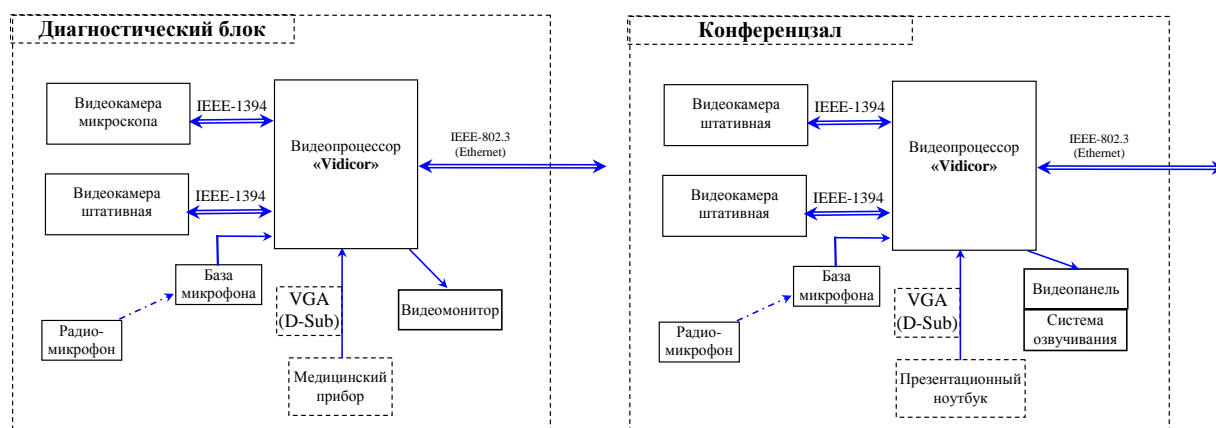 Диагностический блок
Видеокамера
микроскопа
IEEE-1394
Видеопроцессор
«Vidicor»
IEEE-802.3
(Ethernet)
Видеокамера
штативная
IEEE-1394
База
микрофона
Радио-
микрофон
VGA
(D-Sub)
Видеомонитор
Медицинский
прибор
Конференцзал
Видеокамера
штативная
IEEE-1394
Видеопроцессор
«Vidicor»
IEEE-802.3
(Ethernet)
Видеокамера
штативная
IEEE-1394
База
микрофона
Радио-
микрофон
VGA
(D-Sub)
Видеопанель
Система
озвучивания
Презентационный
ноутбук